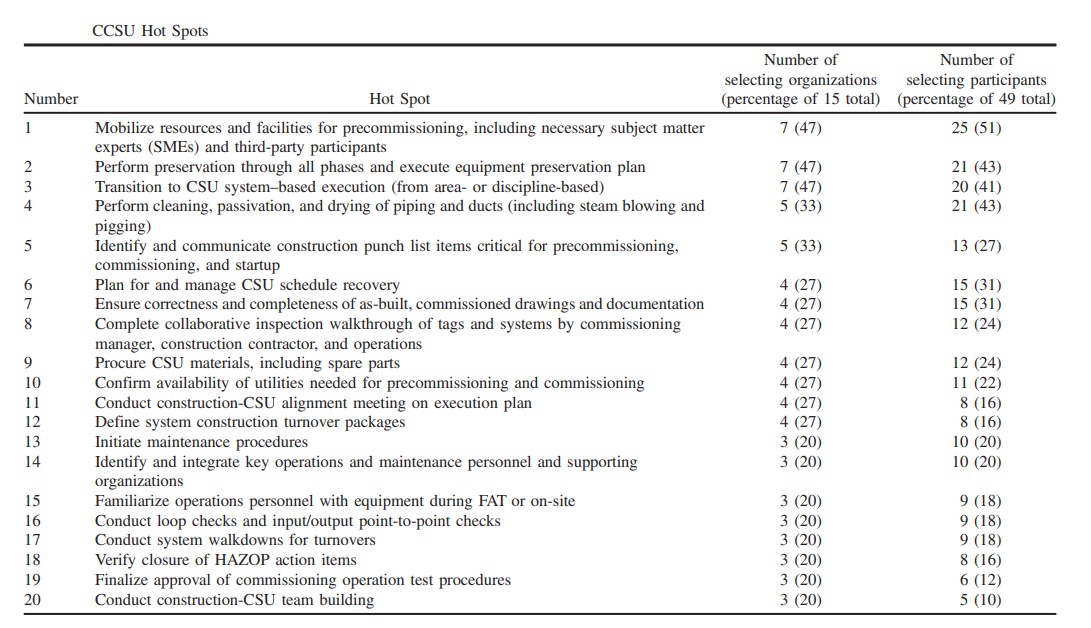 CCSU Hot Spots
Number of Number of
selecting organizations selecting participants
Number Hot Spot (percentage of 15 total) (percentage of 49 total)
1 Mobilize resources and facilities for precommissioning, including necessary subject matter 7 (47) 25 (51)
experts (SMEs) and third-party participants
2 Perform preservation through all phases and execute equipment preservation plan 7 (47) 21 (43)
3 Transition to CSU system–based execution (from area- or discipline-based) 7 (47) 20 (41)
4 Perform cleaning, passivation, and drying of piping and ducts (including steam blowing and 5 (33) 21 (43)
pigging)
5 Identify and communicate construction punch list items critical for precommissioning, 5 (33) 13 (27)
commissioning, and startup
6 Plan for and manage CSU schedule recovery 4 (27) 15 (31)
7 Ensure correctness and completeness of as-built, commissioned drawings and documentation 4 (27) 15 (31)
8 Complete collaborative inspection walkthrough of tags and systems by commissioning 4 (27) 12 (24)
manager, construction contractor, and operations
9 Procure CSU materials, including spare parts 4 (27) 12 (24)
10 Confirm availability of utilities needed for precommissioning and commissioning 4 (27) 11 (22)
11 Conduct construction-CSU alignment meeting on execution plan 4 (27) 8 (16)
12 Define system construction turnover packages 4 (27) 8 (16)
13 Initiate maintenance procedures 3 (20) 10 (20)
14 Identify and integrate key operations and maintenance personnel and supporting 3 (20) 10 (20)
organizations
15 Familiarize operations personnel with equipment during FAT or on-site 3 (20) 9 (18)
16 Conduct loop checks and input/output point-to-point checks 3 (20) 9 (18)
17 Conduct system walkdowns for turnovers 3 (20) 9 (18)
18 Verify closure of HAZOP action items 3 (20) 8 (16)
19 Finalize approval of commissioning operation test procedures 3 (20) 6 (12)
20 Conduct construction-CSU team building 3 (20) 5 (10)